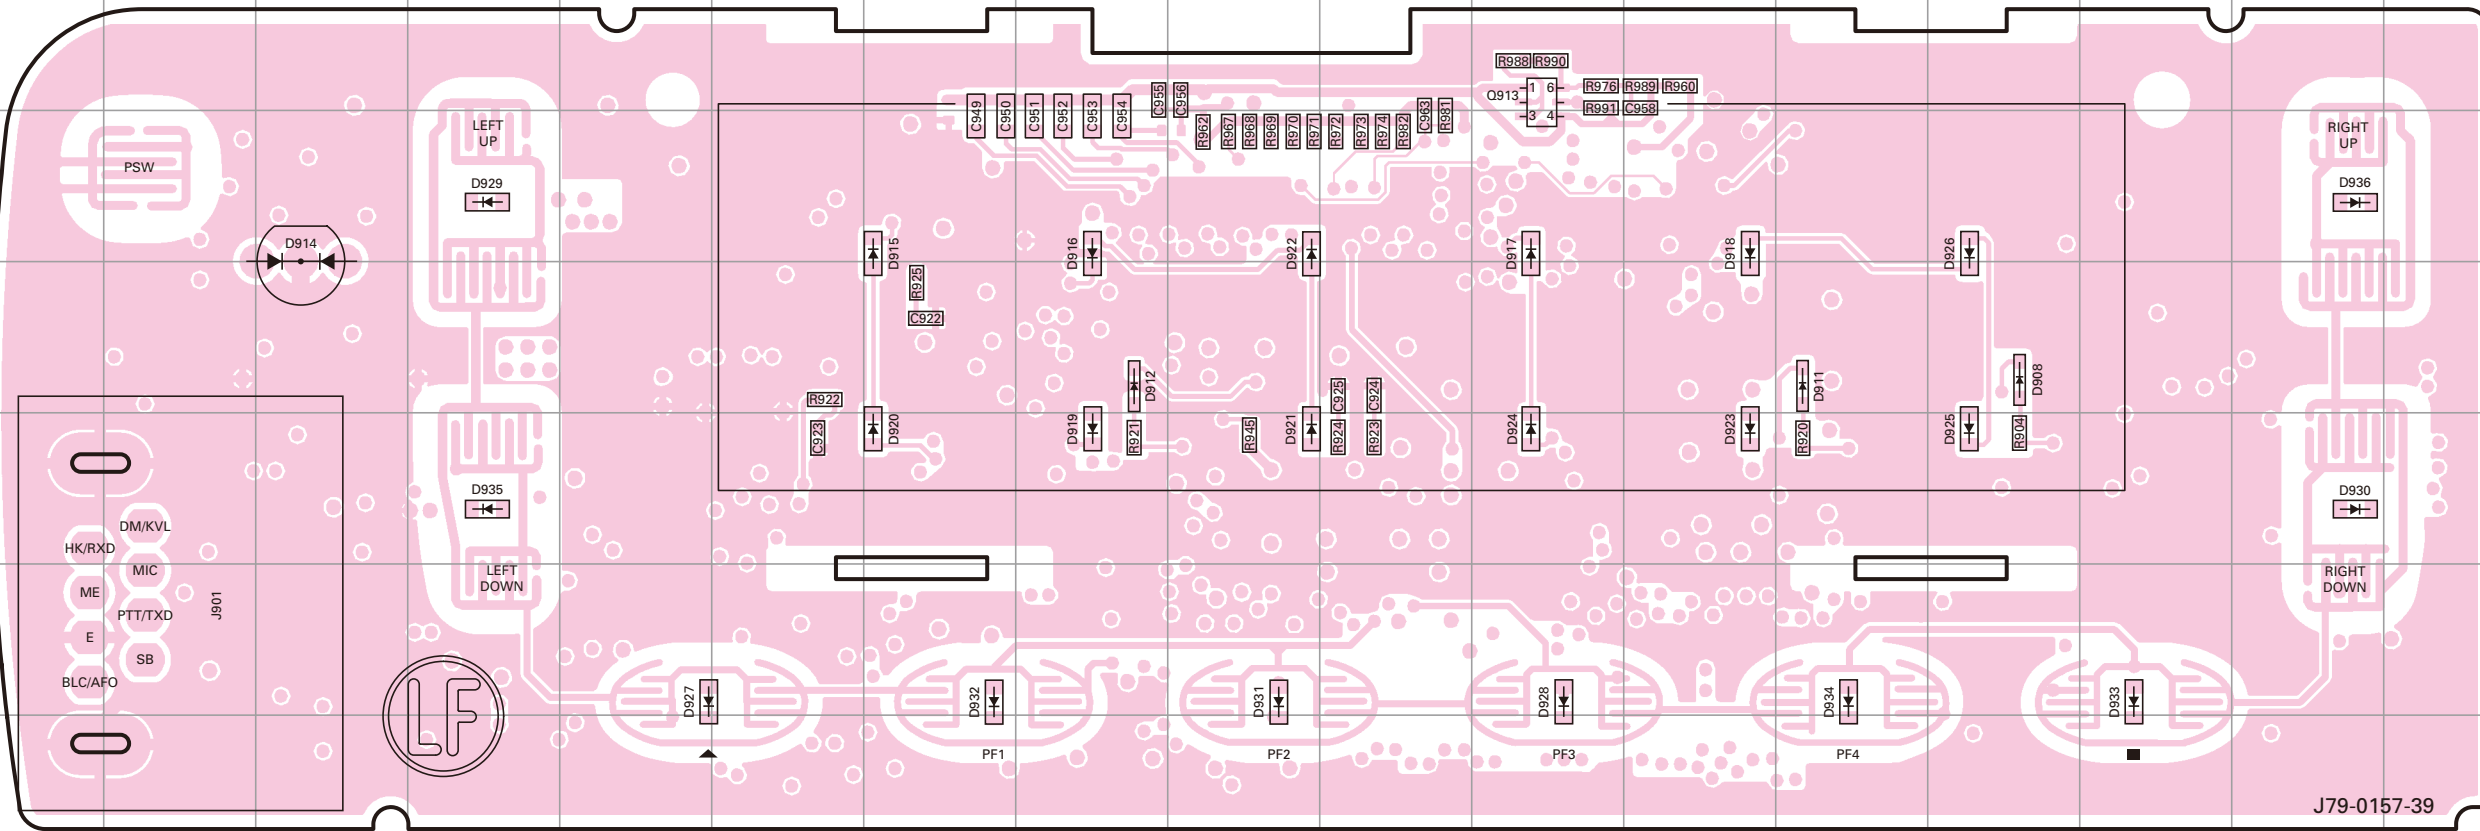 R988 R990
Q913
1 6
3 4
R976 R989 R960
R991 C958
C949
C950
C951
C952
C953
C954
C955
C956
R962
R967
R968
R969
R970
R971
R972
R973
R974
R982
C963
R981
PSW
LEFT
UP
D929
RIGHT
UP
D936
D914
D915
D916
D922
D917
D918
D926
R925
C922
D912
C925
C924
D911
D908
R922
C923
D920
D919
R921
R945
D921
R924
R923
D924
D923
R920
D925
R904
D935
D930
DM/KVL
HK/RXD
MIC
ME
PTT/TXD
E
SB
BLC/AFO
J901
LEFT
DOWN
RIGHT
DOWN
LF
D927
D932
D931
D928
D934
D933
▲
PF1
PF2
PF3
PF4
■
J79-0157-39